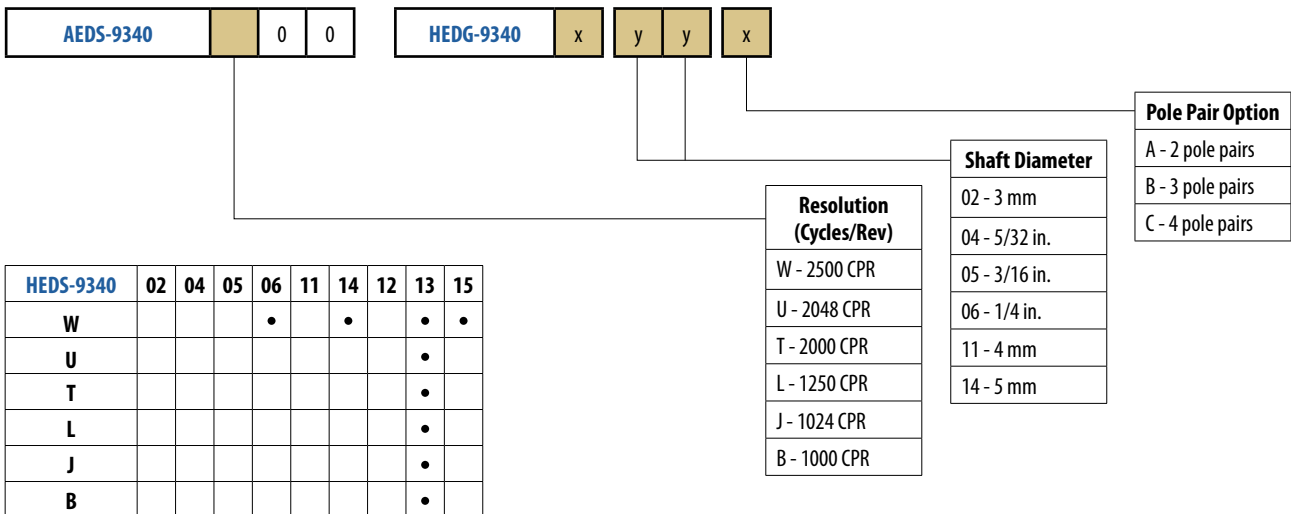 AEDS-9340 0 0 HEDG-9340 x y y x
Pole Pair Option
A - 2 pole pairs
B - 3 pole pairs
C - 4 pole pairs
Shaft Diameter
02 - 3 mm
04 - 5/32 in.
05 - 3/16 in.
06 - 1/4 in.
11 - 4 mm
14 - 5 mm
Resolution
(Cycles/Rev)
W - 2500 CPR
U - 2048 CPR
T - 2000 CPR
L - 1250 CPR
J - 1024 CPR
B - 1000 CPR
HEDS-9340 02 04 05 06 11 14 12 13 15
W • • • •
U •
T •
L •
J •
B •